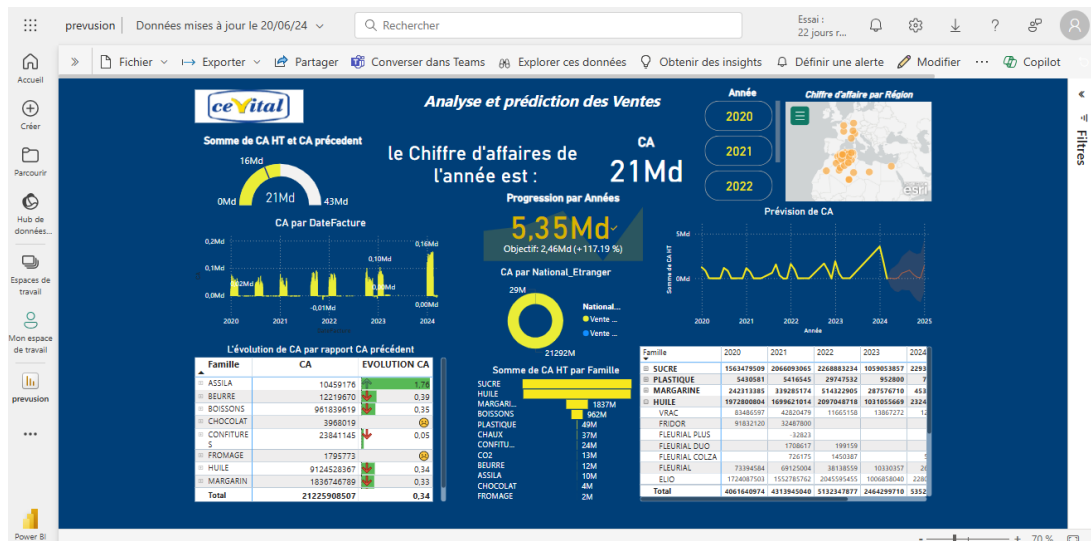 prevusion
Données mises à jour le 20/06/24
Rechercher
Essai :
22 jours r...
Fichier
Exporter
Partager
Converser dans Teams
Explorer ces données
Obtenir des insights
Définir une alerte
Modifier
Copilot
Accueil
Créer
Parcourir
Hub de
données...
Espaces de
travail
Mon espace
de travail
prevusion
Power BI
Filtres
cevital
Analyse et prédiction des Ventes
Somme de CA HT et CA précedent
16Md
0Md
21Md
43Md
le Chiffre d'affaires de
l'année est :
CA
21Md
Année
2020
2021
2022
Chiffre d'affaire par Région
esri
Progression par Années
5,35Md
Objectif: 2,46Md (+117.19 %)
CA par DateFacture
0,2Md
0,1Md
0,0Md
0,10Md
0,16Md
-0,01Md
0,00Md
2020 2021 2022 2023 2024
CA par National_Etranger
29M
21292M
National...
Vente ...
Vente ...
Prévision de CA
Somme de CA HT
5Md
0Md
2020 2021 2022 2023 2024 2025
Année
L'évolution de CA par rapport CA précédent
Famille CA EVOLUTION CA
ASSILA 10459176 1,76
BEURRE 12219670 0,39
BOISSONS 961839619 0,35
CHOCOLAT 3968019
CONFITURE
S 23841145 0,05
FROMAGE 1795773
HUILE 9124528367 0,34
MARGARIN 1836746789 0,33
Total 21225908507 0,34
Somme de CA HT par Famille
SUCRE
HUILE
MARGARI... 1837M
BOISSONS 962M
PLASTIQUE 49M
CHAUX 37M
CONFITU... 24M
CO2 13M
BEURRE 12M
ASSILA 10M
CHOCOLAT 4M
FROMAGE 2M
Famille 2020 2021 2022 2023 2024
SUCRE 1563479509 2066093065 2268883234 1059053857 2293
PLASTIQUE 5430581 5416545 29747532 952800 7
MARGARINE 242313385 339285174 514322905 287576710 453
HUILE 1972800804 1699621014 2097048718 1031055669 2324
VRAC 83486597 42820479 11665158 13867272 12
FRIDOR 91832120 32487800
FLEURIAL PLUS -32823
FLEURIAL DUO 1708617 199159
FLEURIAL COLZA 726175 1450387
FLEURIAL 73394584 69125004 38138559 10330357 26
ELIO 1724087503 1552785762 2045595455 1006858040 2280
Total 4061640974 4313945040 5132347877 2464299710 5352
70 %